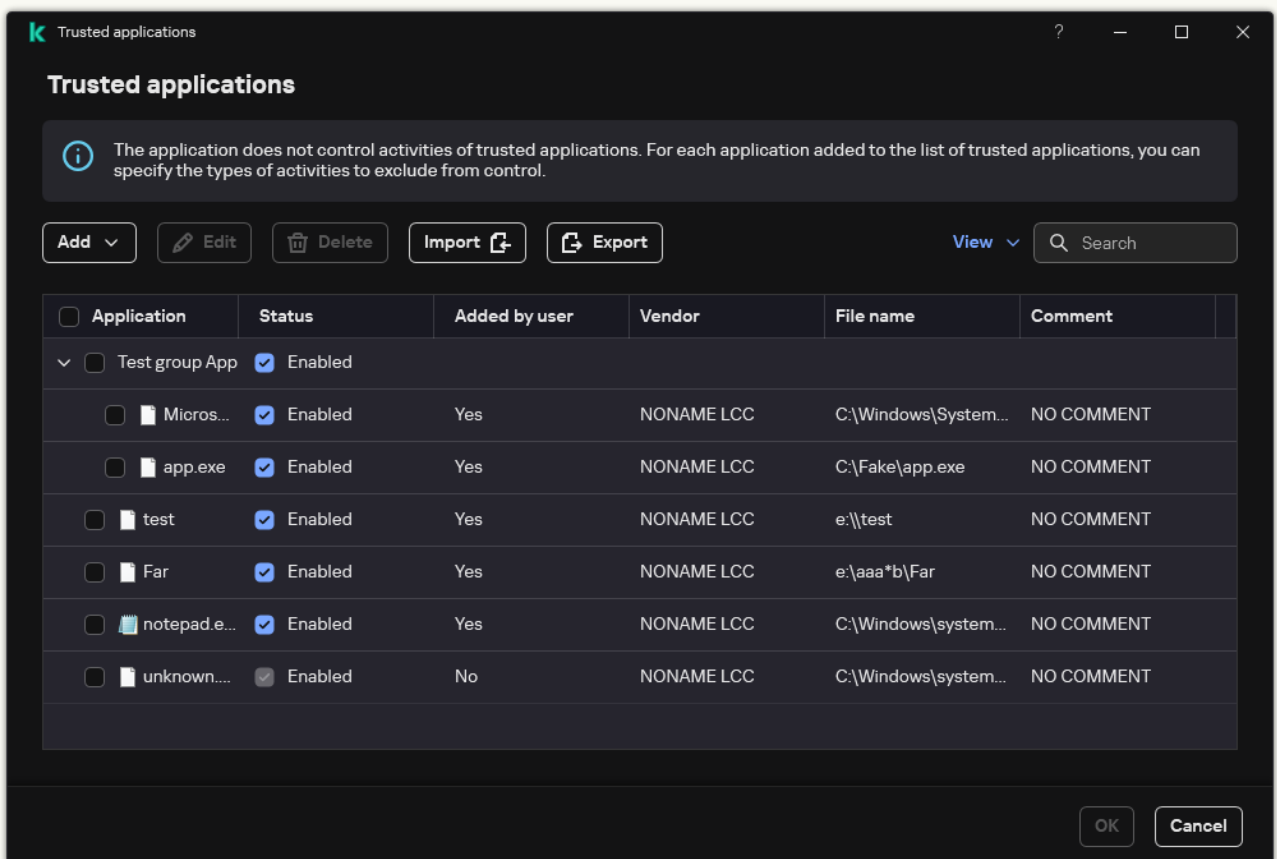 Trusted applications
?
Trusted applications
The application does not control activities of trusted applications. For each application added to the list of trusted applications, you can
specify the types of activities to exclude from control.
Add Edit Delete Import Export View Search
Application Status Added by user Vendor File name Comment
Test group App Enabled
Micros... Enabled Yes NONAME LCC C:\Windows\System... NO COMMENT
app.exe Enabled Yes NONAME LCC C:\Fake\app.exe NO COMMENT
test Enabled Yes NONAME LCC e:\\test NO COMMENT
Far Enabled Yes NONAME LCC e:\aaa*b\Far NO COMMENT
notepad.e... Enabled Yes NONAME LCC C:\Windows\system... NO COMMENT
unknown.... Enabled No NONAME LCC C:\Windows\system... NO COMMENT
OK Cancel